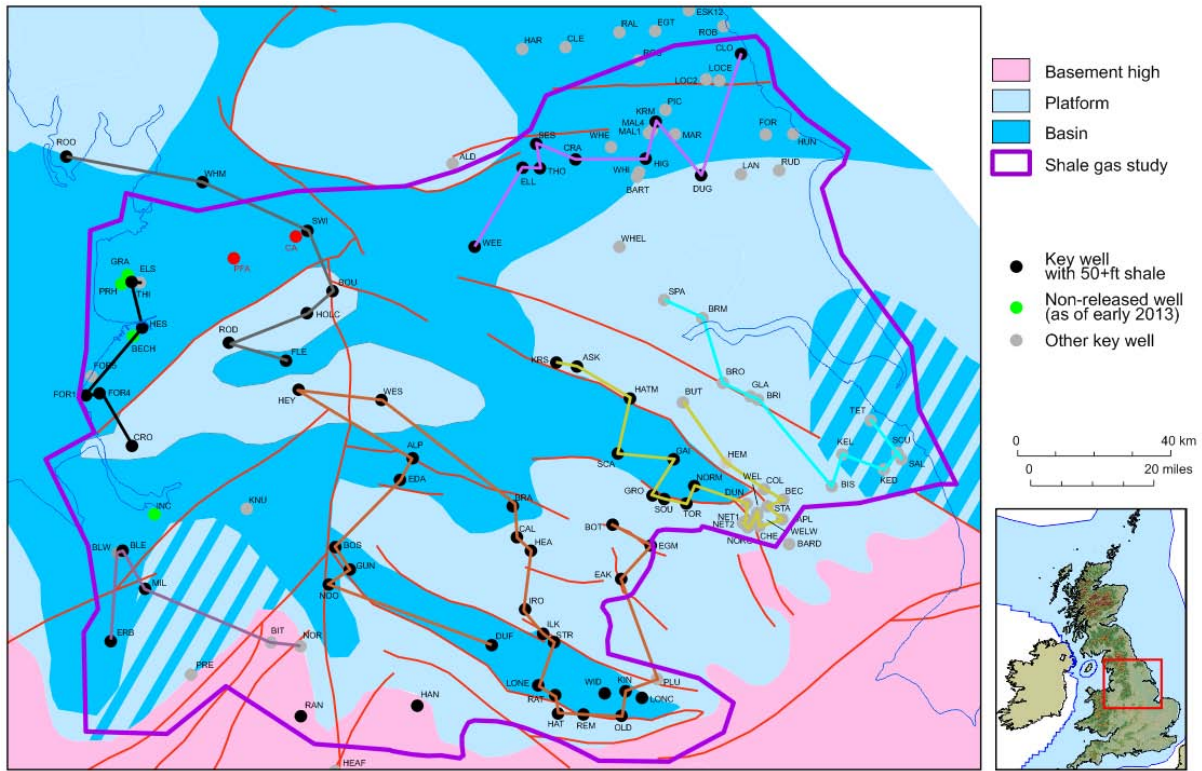 ESK12
RAL
EGT
ROB
HAR
CLE
CLO
ROS
LOC2
LOCE
PIC
KRM
MAL4
MAL1
MAR
FOR
HUN
WHE
SES
CRA
ALD
ROO
WHM
ELL
THO
WHI
HIG
BART
DUG
LAN
RUD
SWI
CA
WEE
WHEL
PFA
GRA
ELS
PRH
THI
BOU
SPA
BRM
HOLC
HES
BECH
ROD
FLE
KRS
ASK
FOR5
FOR1
FOR4
HEY
WES
HATM
BUT
BRO
GLA
BRI
TET
CRO
ALP
SCA
GAI
HEM
KEL
SCU
SAL
KED
BIS
EDA
WEL
COL
BEC
NORM
GRO
SOU
TOR
DUN
STA
APL
NET1
NET2
WELW
CHE
BARD
INC
KNU
BRA
CAL
HEA
BOT
EGM
BLW
BLE
BOS
GUN
NOO
EAK
MIL
IRO
ERB
BIT
NOR
DUF
ILK
STR
PRE
LONE
RAT
WID
KIN
LONC
PLU
RAN
HAN
HAT
REM
OLD
HEAF
Basement high
Platform
Basin
Shale gas study
Key well
with 50+ft shale
Non-released well
(as of early 2013)
Other key well
0 40 km
0 20 miles